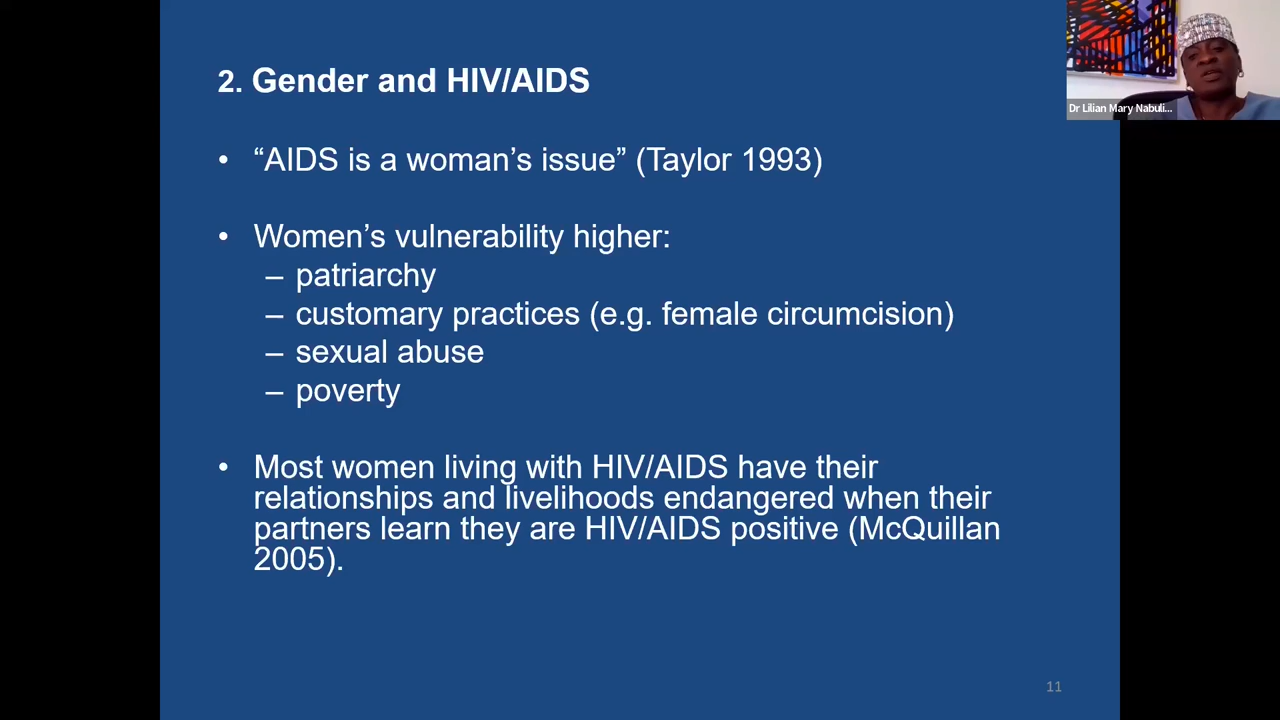 2. Gender and HIV/AIDS
• “AIDS is a woman’s issue” (Taylor 1993)
• Women’s vulnerability higher:
– patriarchy
– customary practices (e.g. female circumcision)
– sexual abuse
– poverty
• Most women living with HIV/AIDS have their
relationships and livelihoods endangered when their
partners learn they are HIV/AIDS positive (McQuillan
2005).
11
Dr Lilian Mary Nabuli...